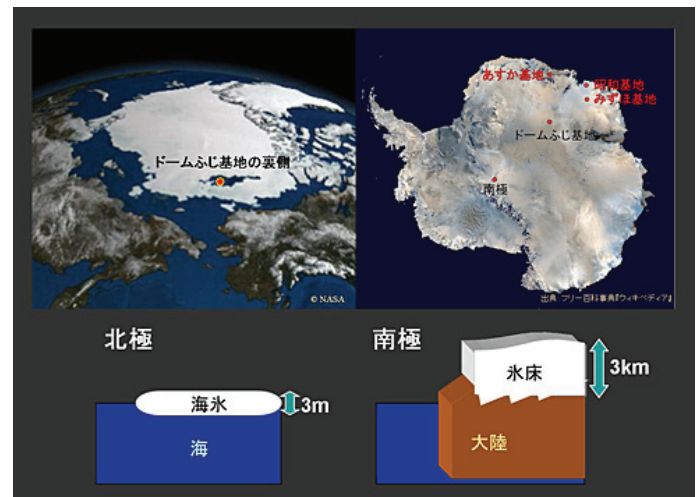 あすか基地
昭和基地
みずほ基地
ドームふじ基地
南極
ドームふじ基地の裏側
© NASA
出典 フリー百科事典『ウィキペディア』
北極
南極
海氷
3m
海
氷床
3km
大陸